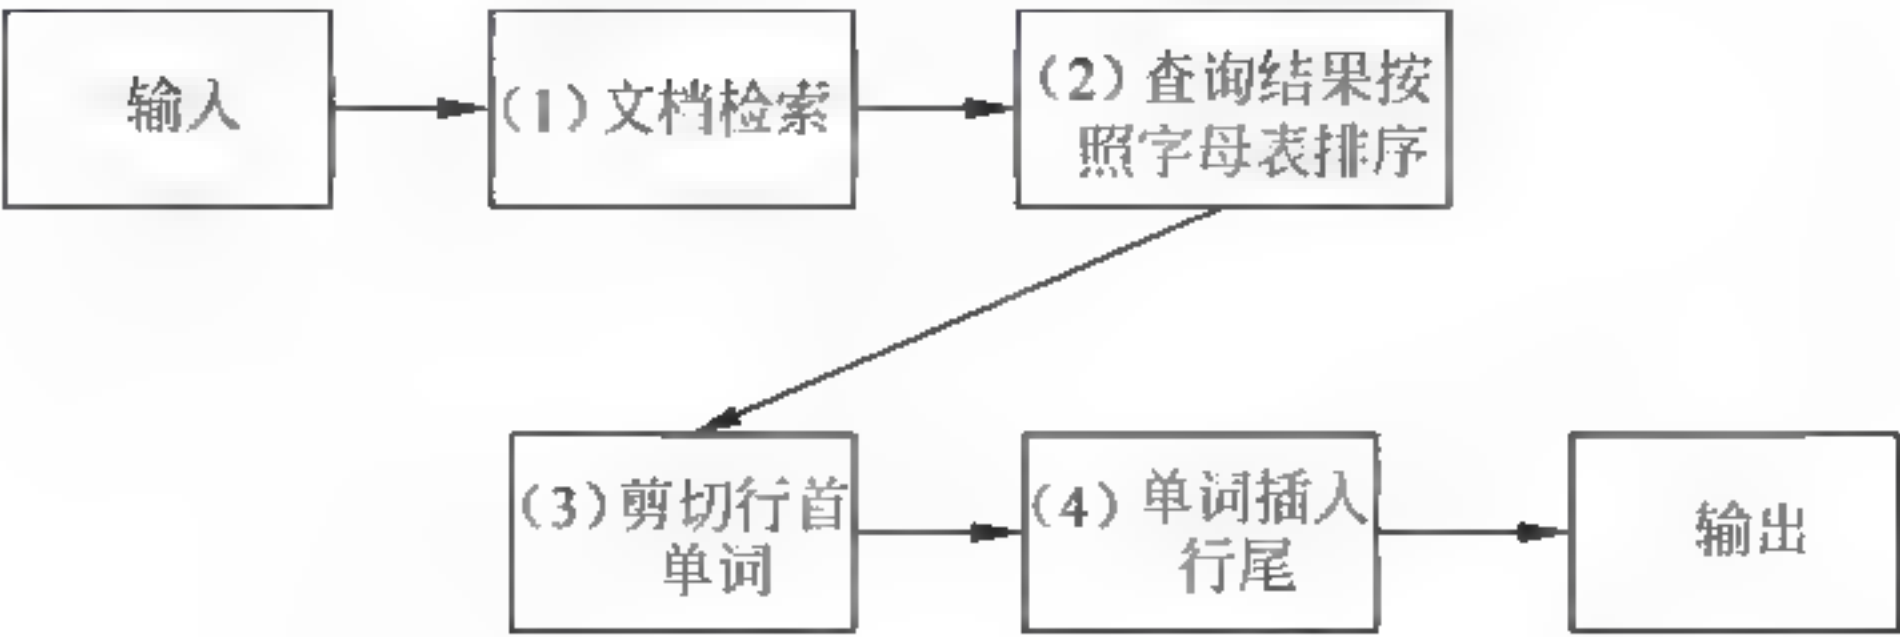 输入
(1)文档检索
(2)查询结果按
照字母表排序
(3)剪切行首
单词
(4)单词插入
行尾
输出